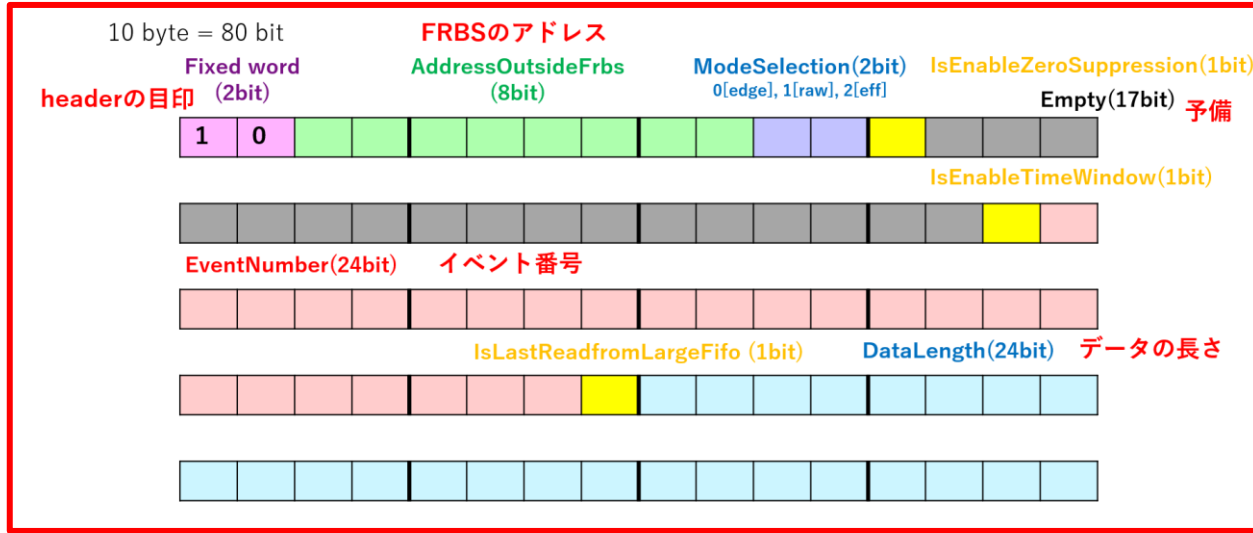 10 byte = 80 bit
FRBSのアドレス
Fixed word
(2bit)
AddressOutsideFrbs
(8bit)
ModeSelection(2bit)
0[edge], 1[raw], 2[eff]
IsEnableZeroSuppression(1bit)
headerの目印
Empty(17bit)
予備
1 0
IsEnableTimeWindow(1bit)
EventNumber(24bit)
イベント番号
IsLastReadfromLargeFifo (1bit)
DataLength(24bit)
データの長さ